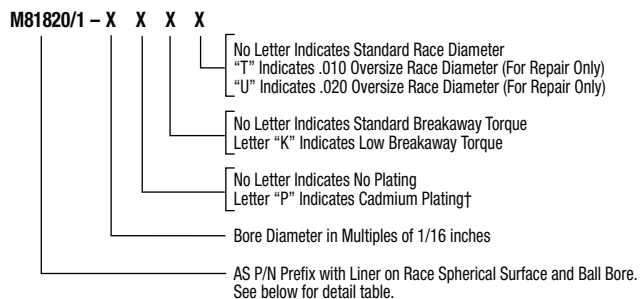 M81820/1 – X X X X
No Letter Indicates Standard Race Diameter
“T” Indicates .010 Oversize Race Diameter (For Repair Only)
“U” Indicates .020 Oversize Race Diameter (For Repair Only)
No Letter Indicates Standard Breakaway Torque
Letter “K” Indicates Low Breakaway Torque
No Letter Indicates No Plating
Letter “P” Indicates Cadmium Plating†
Bore Diameter in Multiples of 1/16 inches
AS P/N Prefix with Liner on Race Spherical Surface and Ball Bore.
See below for detail table.